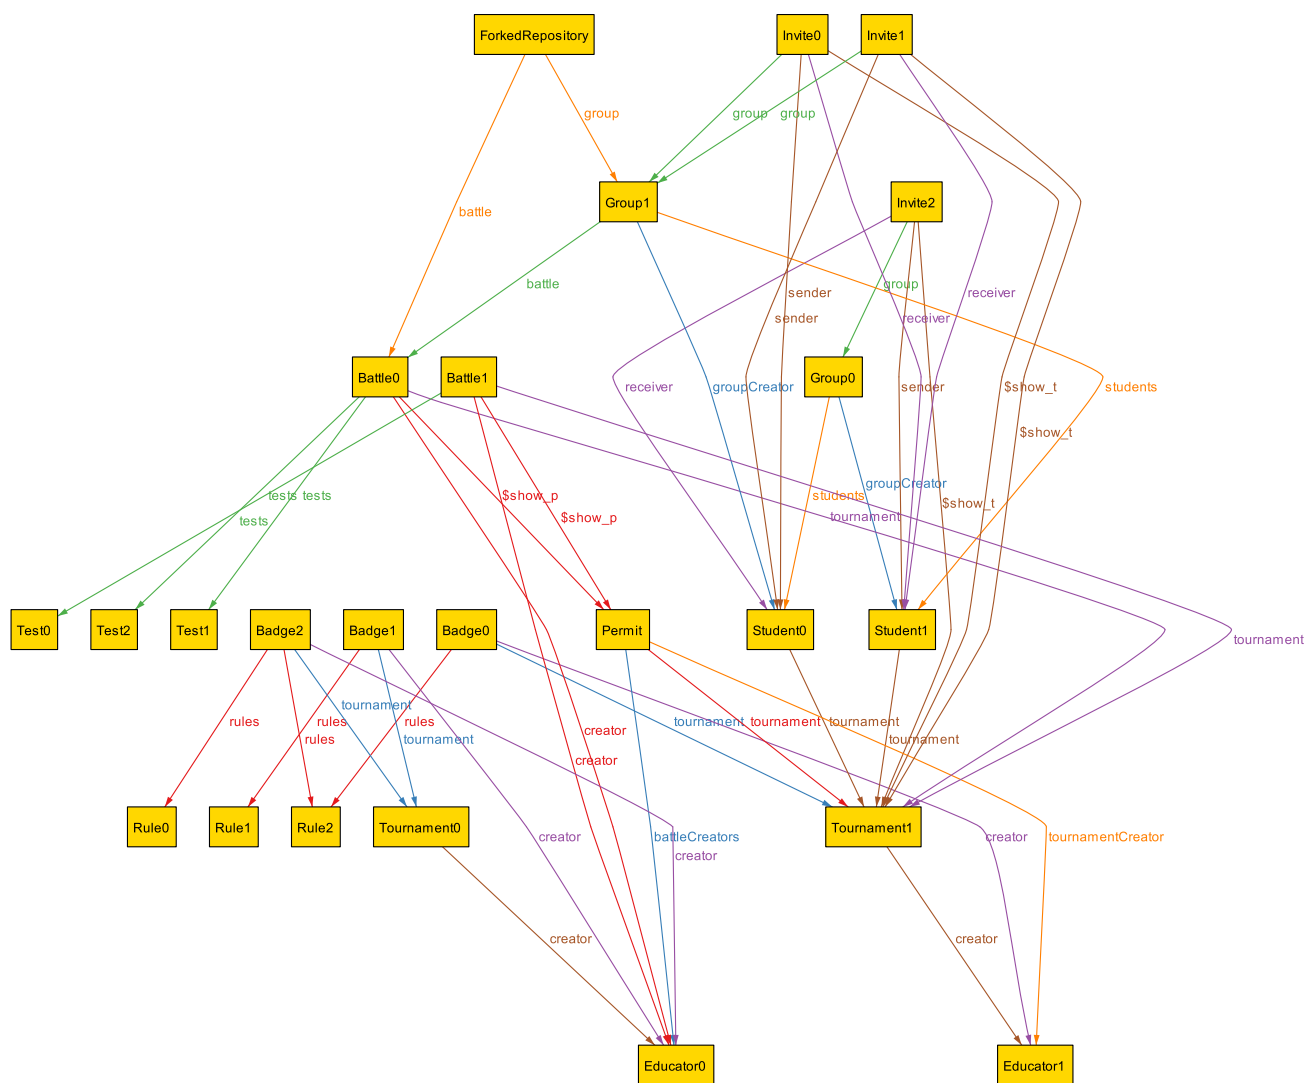 ForkedRepository
Invite0
Invite1
group
group
group
Group1
Invite2
battle
battle
group
sender
receiver
receiver
sender
Battle0
Battle1
groupCreator
Group0
receiver
sender
$show_t
students
$show_t
groupCreator
students
$show_p
$show_t
tests
tests
tests
$show_p
tournament
Test0
Test2
Test1
Badge2
Badge1
Badge0
Permit
Student0
Student1
tournament
tournament
rules
rules
rules
rules
tournament
tournament
tournament
tournament
tournament
creator
creator
Rule0
Rule1
Rule2
Tournament0
Tournament1
creator
battleCreators
creator
creator
tournamentCreator
creator
creator
Educator0
Educator1